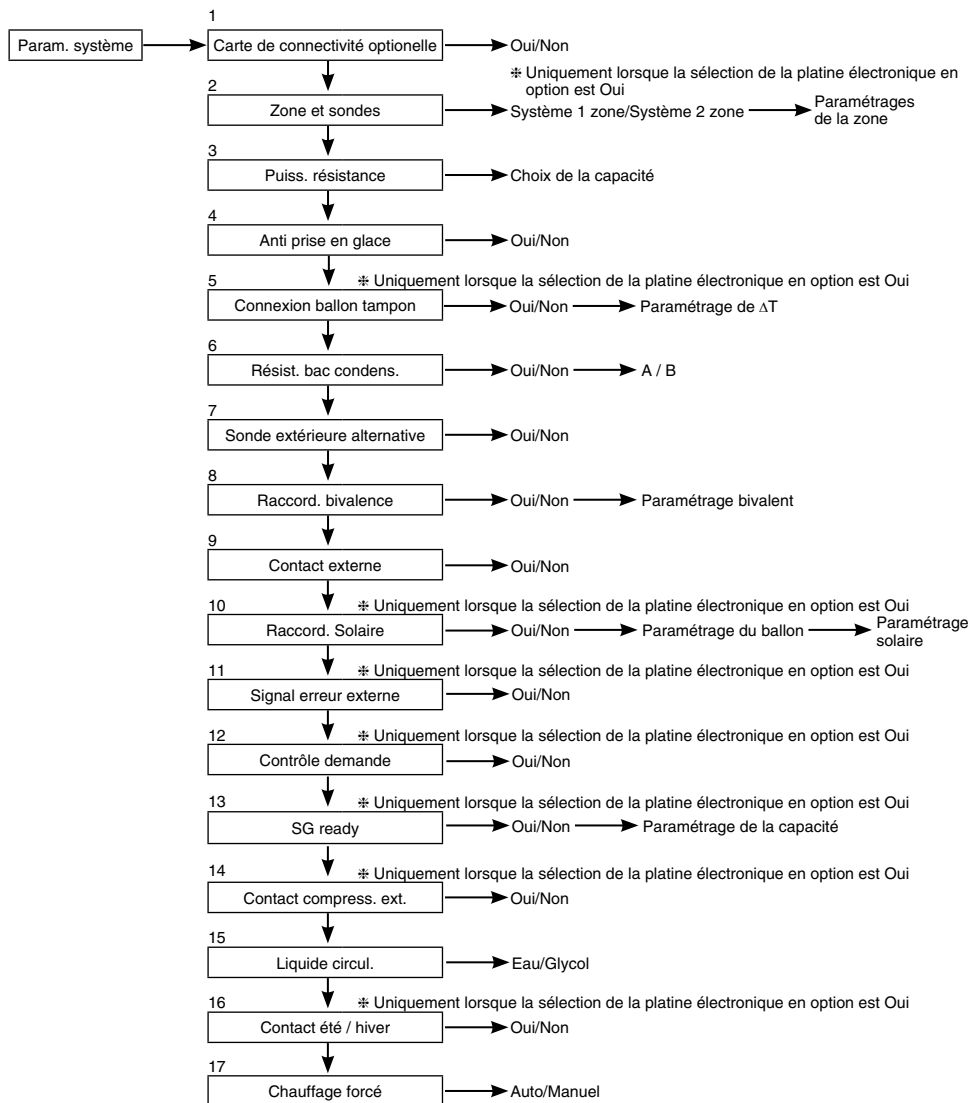 1
Param. système Carte de connectivité optionelle Oui/Non
❈ Uniquement lorsque la sélection de la platine électronique en
option est Oui
2
Zone et sondes Système 1 zone/Système 2 zone Paramétrages
de la zone
3
Puiss. résistance Choix de la capacité
4
Anti prise en glace Oui/Non
❈ Uniquement lorsque la sélection de la platine électronique en option est Oui
5
Connexion ballon tampon Oui/Non Paramétrage de ∆T
6
Résist. bac condens. Oui/Non A / B
7
Sonde extérieure alternative Oui/Non
8
Raccord. bivalence Oui/Non Paramétrage bivalent
9
Contact externe Oui/Non
10 ❈ Uniquement lorsque la sélection de la platine électronique en option est Oui
Raccord. Solaire Oui/Non Paramétrage du ballon Paramétrage
solaire
11 ❈ Uniquement lorsque la sélection de la platine électronique en option est Oui
Signal erreur externe Oui/Non
12 ❈ Uniquement lorsque la sélection de la platine électronique en option est Oui
Contrôle demande Oui/Non
13 ❈ Uniquement lorsque la sélection de la platine électronique en option est Oui
SG ready Oui/Non Paramétrage de la capacité
14 ❈ Uniquement lorsque la sélection de la platine électronique en option est Oui
Contact compress. ext. Oui/Non
15
Liquide circul. Eau/Glycol
16 ❈ Uniquement lorsque la sélection de la platine électronique en option est Oui
Contact été / hiver Oui/Non
17
Chauffage forcé Auto/Manuel